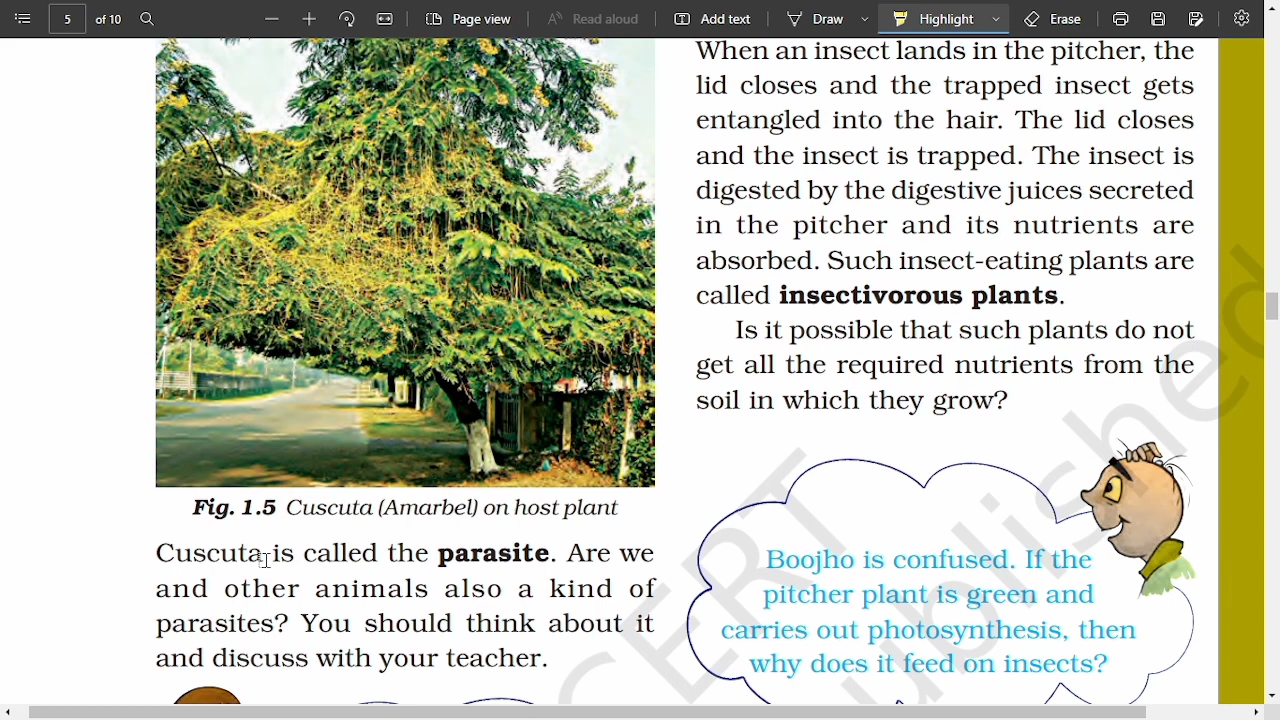 5
of 10
Page view
Read aloud
Add text
Draw
Highlight
Erase
Fig. 1.5 Cuscuta (Amarbel) on host plant
Cuscuta is called the parasite. Are we
and other animals also a kind of
parasites? You should think about it
and discuss with your teacher.
When an insect lands in the pitcher, the
lid closes and the trapped insect gets
entangled into the hair. The lid closes
and the insect is trapped. The insect is
digested by the digestive juices secreted
in the pitcher and its nutrients are
absorbed. Such insect-eating plants are
called insectivorous plants.
Is it possible that such plants do not
get all the required nutrients from the
soil in which they grow?
Boojho is confused. If the
pitcher plant is green and
carries out photosynthesis, then
why does it feed on insects?
CERT
ublished